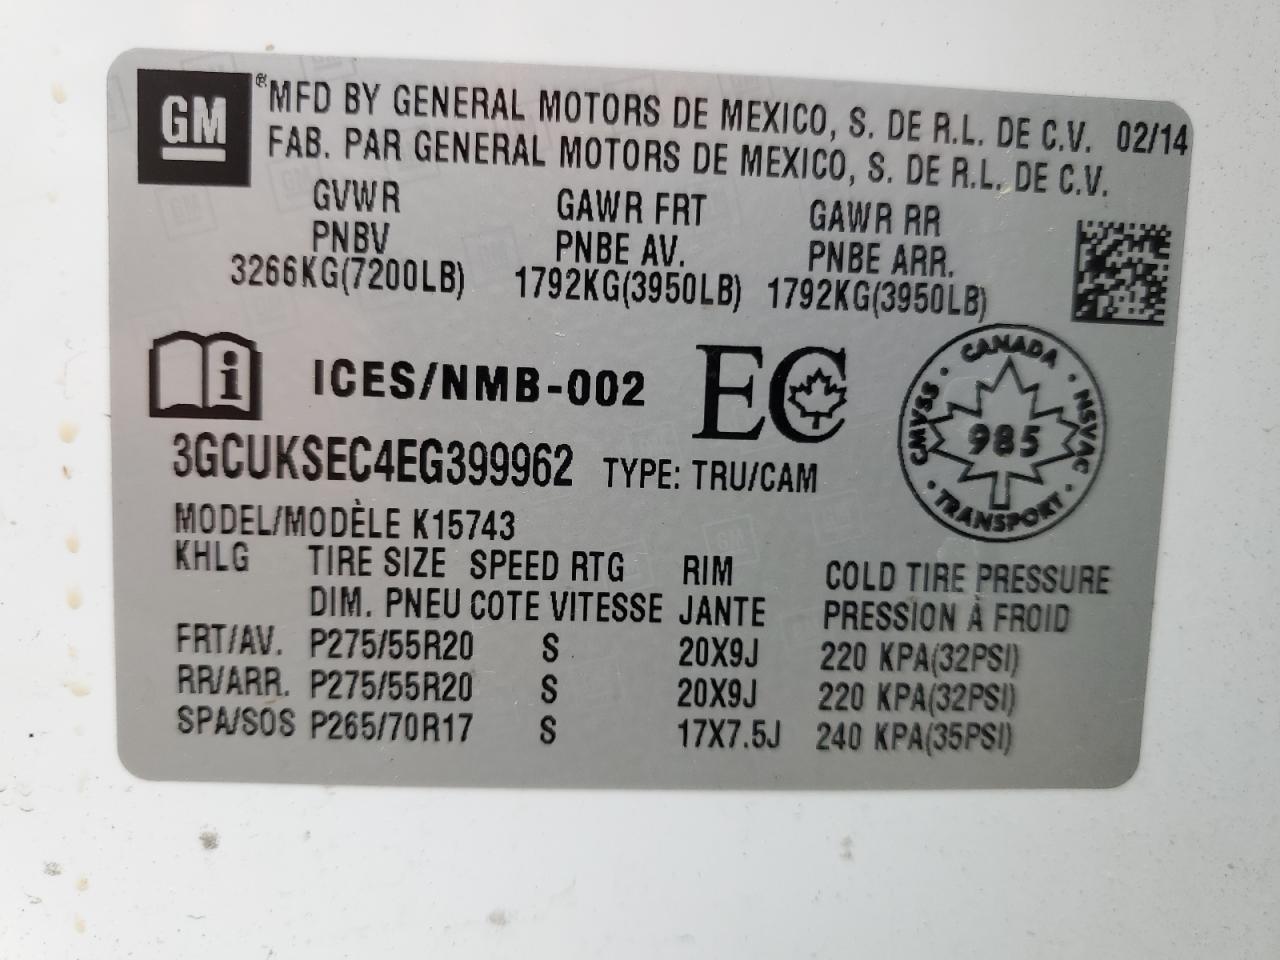 GM
®MFD BY GENERAL MOTORS DE MEXICO, S. DE R.L. DE C.V. 02/14
FAB. PAR GENERAL MOTORS DE MEXICO, S. DE R.L. DE C.V.
GVWR GAWR FRT GAWR RR
PNBV PNBE AV. PNBE ARR.
3266KG(7200LB) 1792KG(3950LB) 1792KG(3950LB)
i ICES/NMB-002 EC
CANADA
CMVSS · NSVAC
985
TRANSPORT
3GCUKSEC4EG399962 TYPE: TRU/CAM
MODEL/MODÈLE K15743
KHLG TIRE SIZE SPEED RTG RIM COLD TIRE PRESSURE
DIM. PNEU COTE VITESSE JANTE PRESSION À FROID
FRT/AV. P275/55R20 S 20X9J 220 KPA(32PSI)
RR/ARR. P275/55R20 S 20X9J 220 KPA(32PSI)
SPA/SOS P265/70R17 S 17X7.5J 240 KPA(35PSI)